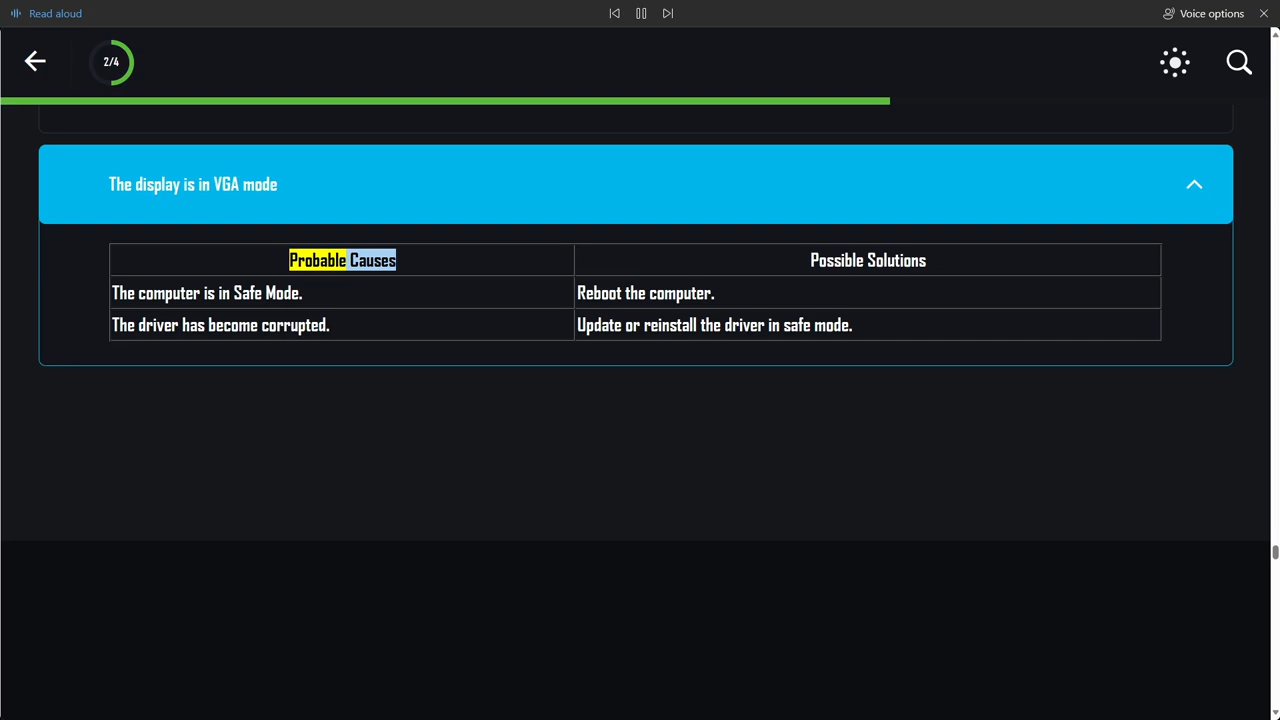 Read aloud
Voice options
2/4
The display is in VGA mode
Probable Causes
Possible Solutions
The computer is in Safe Mode.
Reboot the computer.
The driver has become corrupted.
Update or reinstall the driver in safe mode.